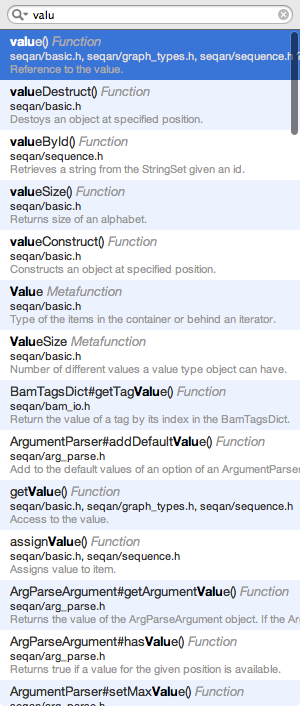 valu
value() Function
seqan/basic.h, seqan/graph_types.h, seqan/sequence.h
Reference to the value.
valueDestruct() Function
seqan/basic.h
Destoys an object at specified position.
valueById() Function
seqan/sequence.h
Retrieves a string from the StringSet given an id.
valueSize() Function
seqan/basic.h
Returns size of an alphabet.
valueConstruct() Function
seqan/basic.h
Constructs an object at specified position.
Value Metafunction
seqan/basic.h
Type of the items in the container or behind an iterator.
ValueSize Metafunction
seqan/basic.h
Number of different values a value type object can have.
BamTagsDict#getTagValue() Function
seqan/bam_io.h
Return the value of a tag by its index in the BamTagsDict.
ArgumentParser#addDefaultValue() Function
seqan/arg_parse.h
Add to the default values of an option of an ArgumentParser
getValue() Function
seqan/basic.h, seqan/graph_types.h, seqan/sequence.h
Access to the value.
assignValue() Function
seqan/basic.h, seqan/sequence.h
Assigns value to item.
ArgParseArgument#getArgumentValue() Function
seqan/arg_parse.h
Returns the value of the ArgParseArgument object. If the Ar
ArgParseArgument#hasValue() Function
seqan/arg_parse.h
Returns true if a value for the given position is available.
ArgumentParser#setMaxValue() Function
seqan/arg_parse.h